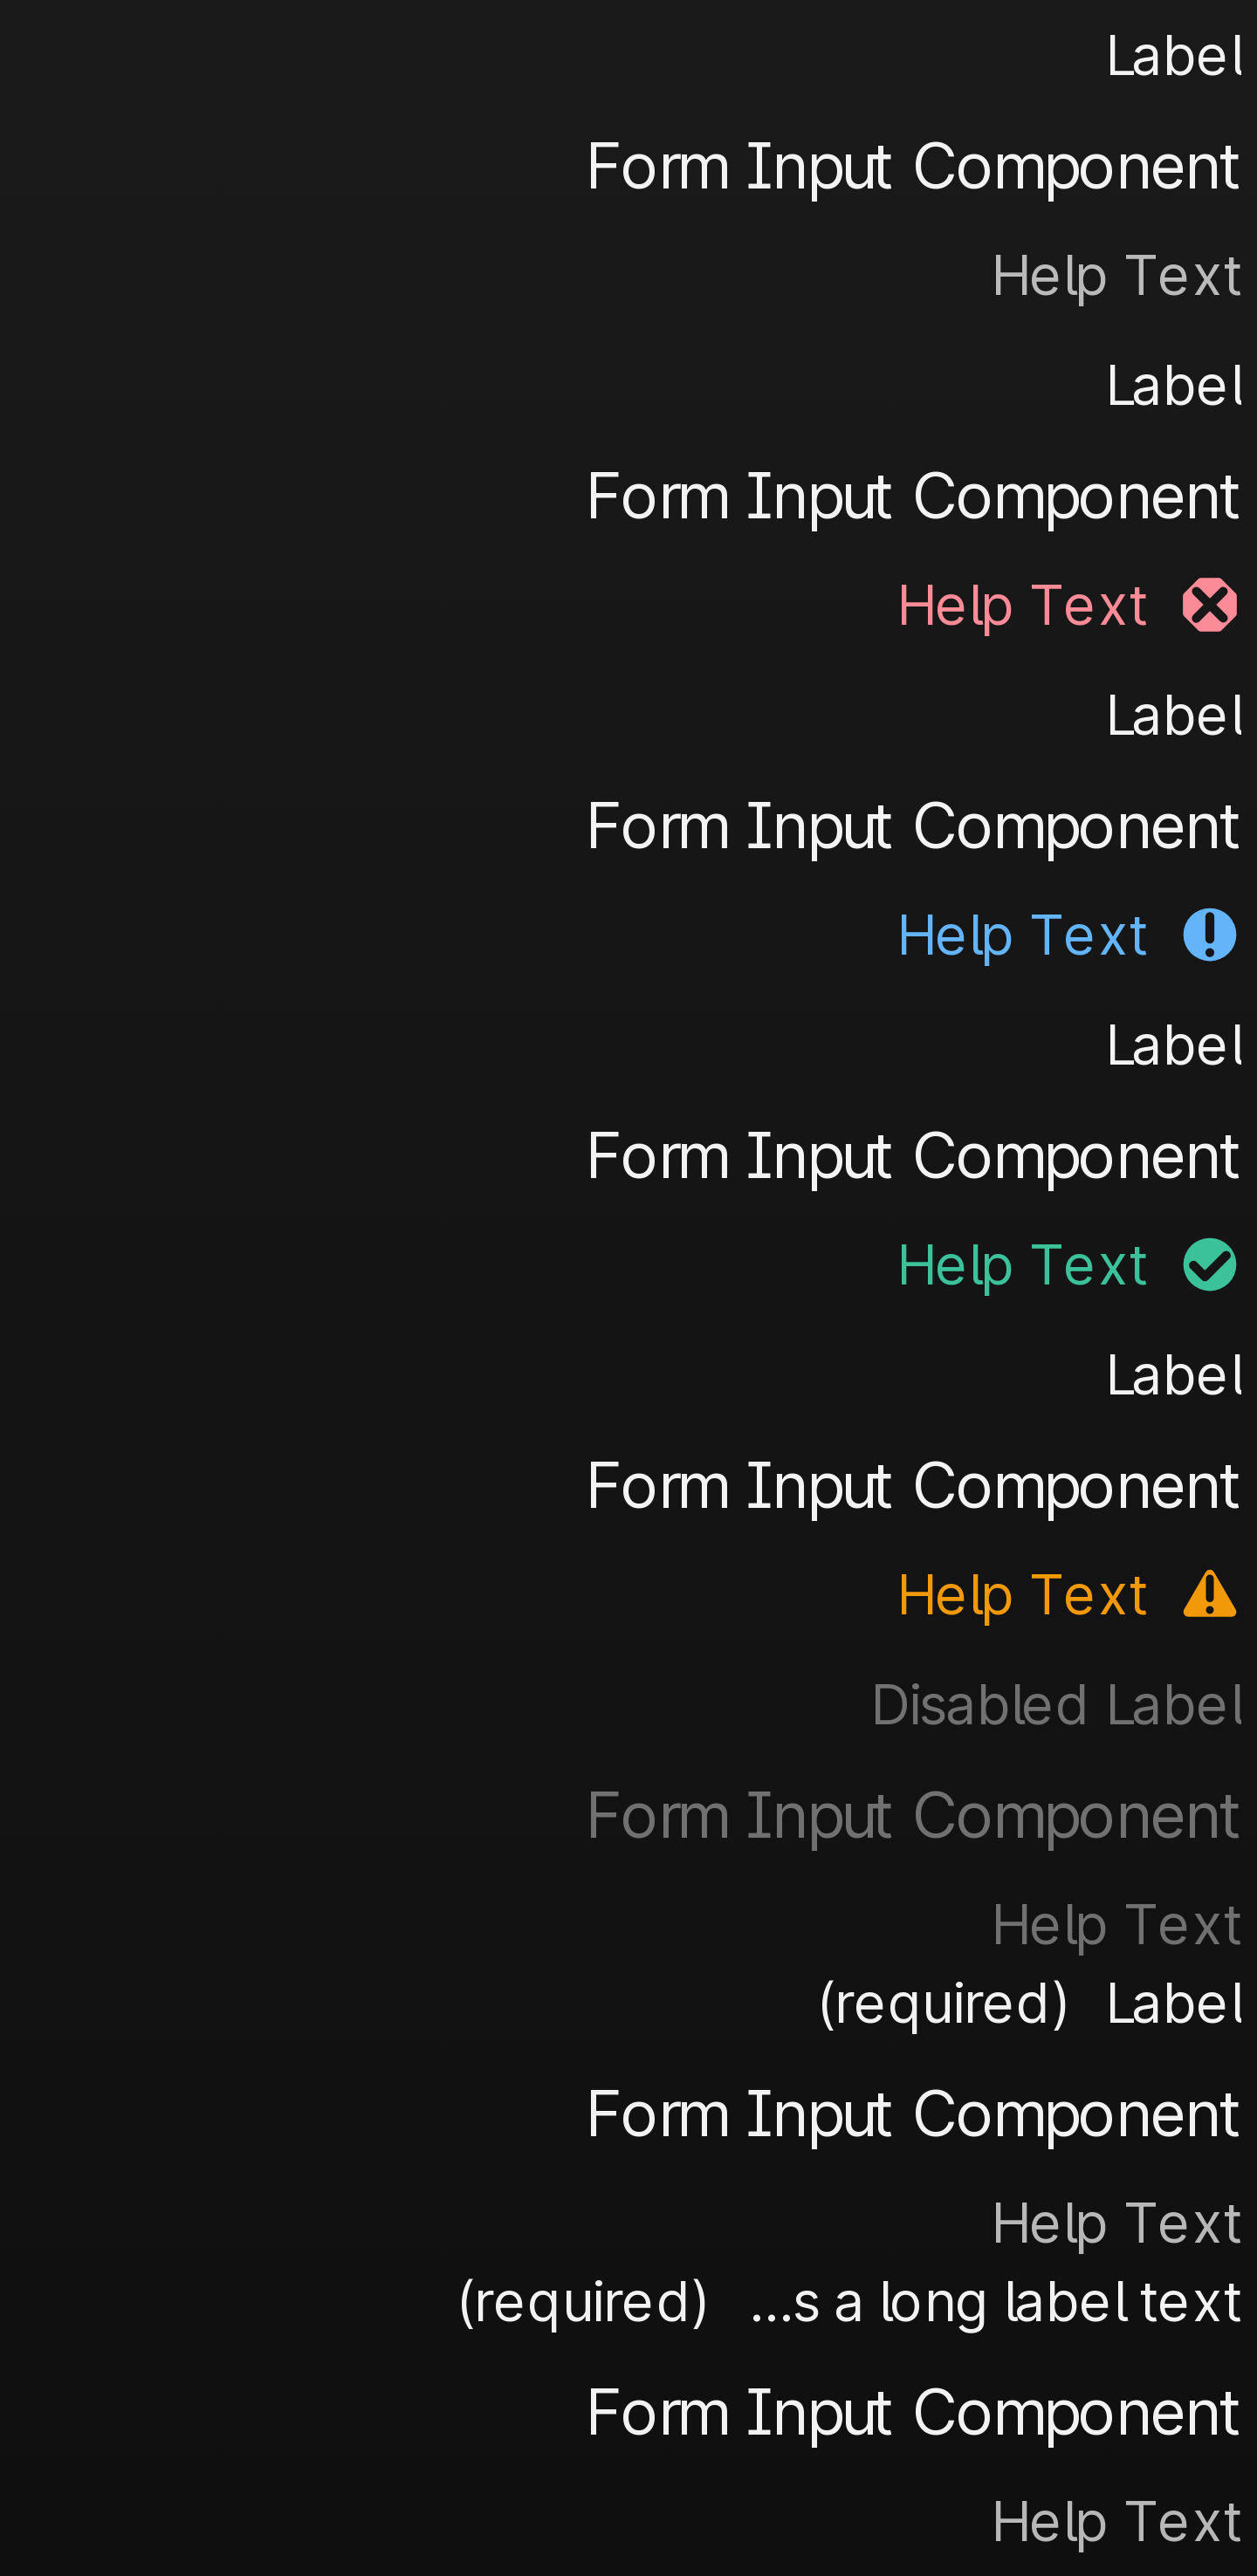 Label
Form Input Component
Help Text
Label
Form Input Component
Help Text
Label
Form Input Component
Help Text
Label
Form Input Component
Help Text
Label
Form Input Component
Help Text
Disabled Label
Form Input Component
Help Text
(required) Label
Form Input Component
Help Text
(required) ...s a long label text
Form Input Component
Help Text